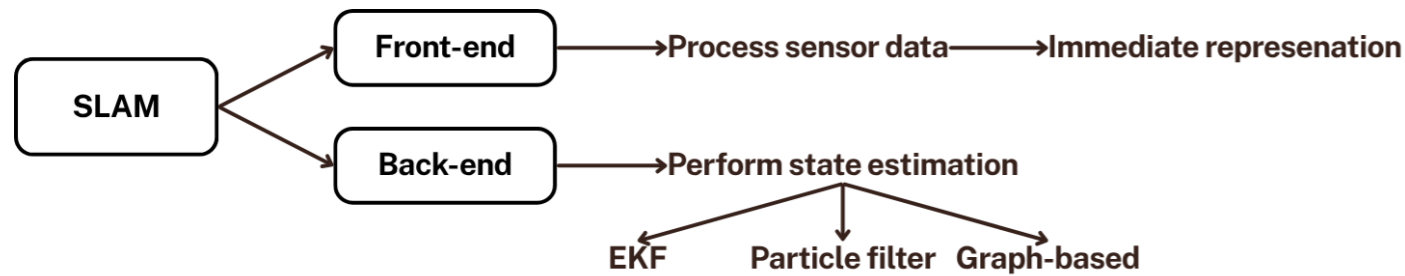 SLAM
Front-end
Process sensor data
Immediate represenation
Back-end
Perform state estimation
EKF
Particle filter
Graph-based